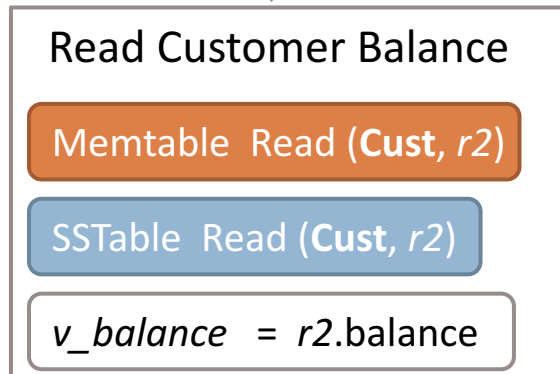 Read Customer Balance
Memtable Read (Cust, r2)
SSTable Read (Cust, r2)
v_balance = r2.balance